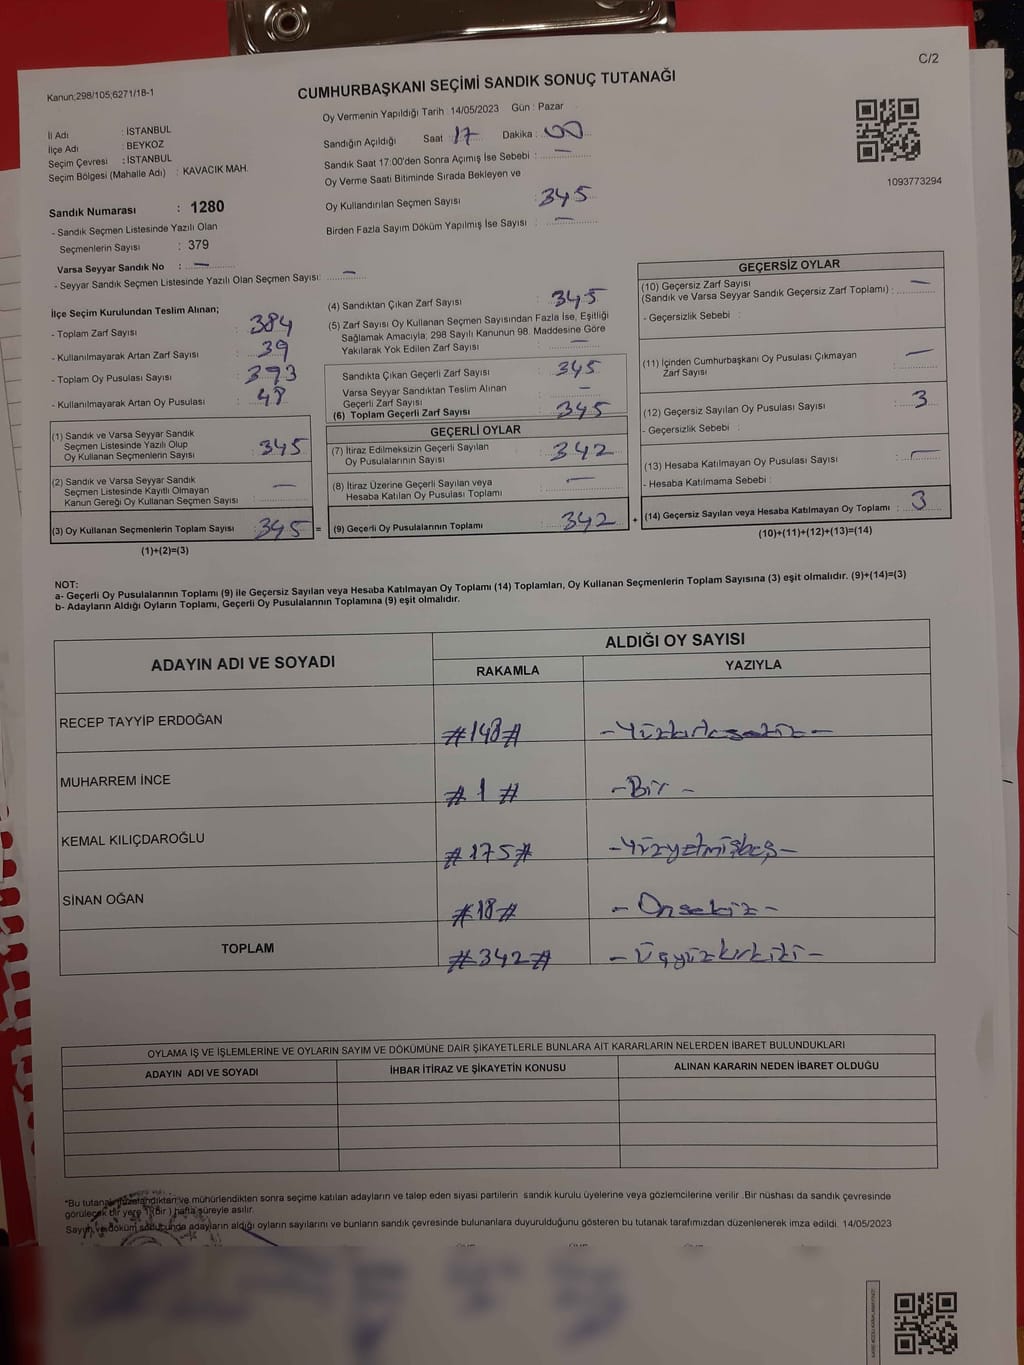 C/2
Kanun;298/105;6271/18-1
CUMHURBAŞKANI SEÇİMİ SANDIK SONUÇ TUTANAĞI
Oy Vermenin Yapıldığı Tarih : 14/05/2023 Gün : Pazar
İl Adı : İSTANBUL
İlçe Adı : BEYKOZ
Seçim Çevresi : İSTANBUL
Seçim Bölgesi (Mahalle Adı) : KAVACIK MAH.
Sandığın Açıldığı Saat 17 Dakika : 00
Sandık Saat 17:00'den Sonra Açımış İse Sebebi : —
Oy Verme Saati Bitiminde Sırada Bekleyen ve
Oy Kullandırılan Seçmen Sayısı : 345
Birden Fazla Sayım Döküm Yapılmış İse Sayısı : —
1093773294
Sandık Numarası : 1280
- Sandık Seçmen Listesinde Yazılı Olan
Seçmenlerin Sayısı : 379
Varsa Seyyar Sandık No : —
- Seyyar Sandık Seçmen Listesinde Yazılı Olan Seçmen Sayısı: —
İlçe Seçim Kurulundan Teslim Alınan;
- Toplam Zarf Sayısı : 384
- Kullanılmayarak Artan Zarf Sayısı : 39
- Toplam Oy Pusulası Sayısı : 393
- Kullanılmayarak Artan Oy Pusulası : 48
(1) Sandık ve Varsa Seyyar Sandık
Seçmen Listesinde Yazılı Olup
Oy Kullanan Seçmenlerin Sayısı : 345
(2) Sandık ve Varsa Seyyar Sandık
Seçmen Listesinde Kayıtlı Olmayan
Kanun Gereği Oy Kullanan Seçmen Sayısı : —
(3) Oy Kullanan Seçmenlerin Toplam Sayısı : 345 =
(1)+(2)=(3)
(4) Sandıktan Çıkan Zarf Sayısı : 345
(5) Zarf Sayısı Oy Kullanan Seçmen Sayısından Fazla İse, Eşitliği
Sağlamak Amacıyla; 298 Sayılı Kanunun 98. Maddesine Göre
Yakılarak Yok Edilen Zarf Sayısı : —
Sandıkta Çıkan Geçerli Zarf Sayısı : 345
Varsa Seyyar Sandıktan Teslim Alınan
Geçerli Zarf Sayısı : —
(6) Toplam Geçerli Zarf Sayısı : 345
GEÇERLİ OYLAR
(7) İtiraz Edilmeksizin Geçerli Sayılan
Oy Pusulalarının Sayısı : 342
(8) İtiraz Üzerine Geçerli Sayılan veya
Hesaba Katılan Oy Pusulası Toplamı : —
(9) Geçerli Oy Pusulalarının Toplamı : 342 +
GEÇERSİZ OYLAR
(10) Geçersiz Zarf Sayısı
(Sandık ve Varsa Seyyar Sandık Geçersiz Zarf Toplamı) : —
- Geçersizlik Sebebi :
(11) İçinden Cumhurbaşkanı Oy Pusulası Çıkmayan
Zarf Sayısı : —
(12) Geçersiz Sayılan Oy Pusulası Sayısı : 3
- Geçersizlik Sebebi :
(13) Hesaba Katılmayan Oy Pusulası Sayısı : —
- Hesaba Katılmama Sebebi :
(14) Geçersiz Sayılan veya Hesaba Katılmayan Oy Toplamı : 3
(10)+(11)+(12)+(13)=(14)
NOT:
a- Geçerli Oy Pusulalarının Toplamı (9) ile Geçersiz Sayılan veya Hesaba Katılmayan Oy Toplamı (14) Toplamları, Oy Kullanan Seçmenlerin Toplam Sayısına (3) eşit olmalıdır. (9)+(14)=(3)
b- Adayların Aldığı Oyların Toplamı, Geçerli Oy Pusulalarının Toplamına (9) eşit olmalıdır.
ADAYIN ADI VE SOYADI
ALDIĞI OY SAYISI
RAKAMLA YAZIYLA
RECEP TAYYİP ERDOĞAN #148# -Yüzkırksekiz-
MUHARREM İNCE #1# -Bir-
KEMAL KILIÇDAROĞLU #175# -Yüzyetmişbeş-
SİNAN OĞAN #18# -Onsekiz-
TOPLAM #342# -Üçyüzkırkiki-
OYLAMA İŞ VE İŞLEMLERİNE VE OYLARIN SAYIM VE DÖKÜMÜNE DAİR ŞİKAYETLERLE BUNLARA AİT KARARLARIN NELERDEN İBARET BULUNDUKLARI
ADAYIN ADI VE SOYADI İHBAR İTİRAZ VE ŞİKAYETİN KONUSU ALINAN KARARIN NEDEN İBARET OLDUĞU
*Bu tutanak imzalandıktan ve mühürlendikten sonra seçime katılan adayların ve talep eden siyasi partilerin sandık kurulu üyelerine veya gözlemcilerine verilir .Bir nüshası da sandık çevresinde
görülecek bir yere 1(Bir ) hafta süreyle asılır.
Sayım ve döküm sonucunda adayların aldığı oyların sayılarını ve bunların sandık çevresinde bulunanlara duyurulduğunu gösteren bu tutanak tarafımızdan düzenlenerek imza edildi. 14/05/2023